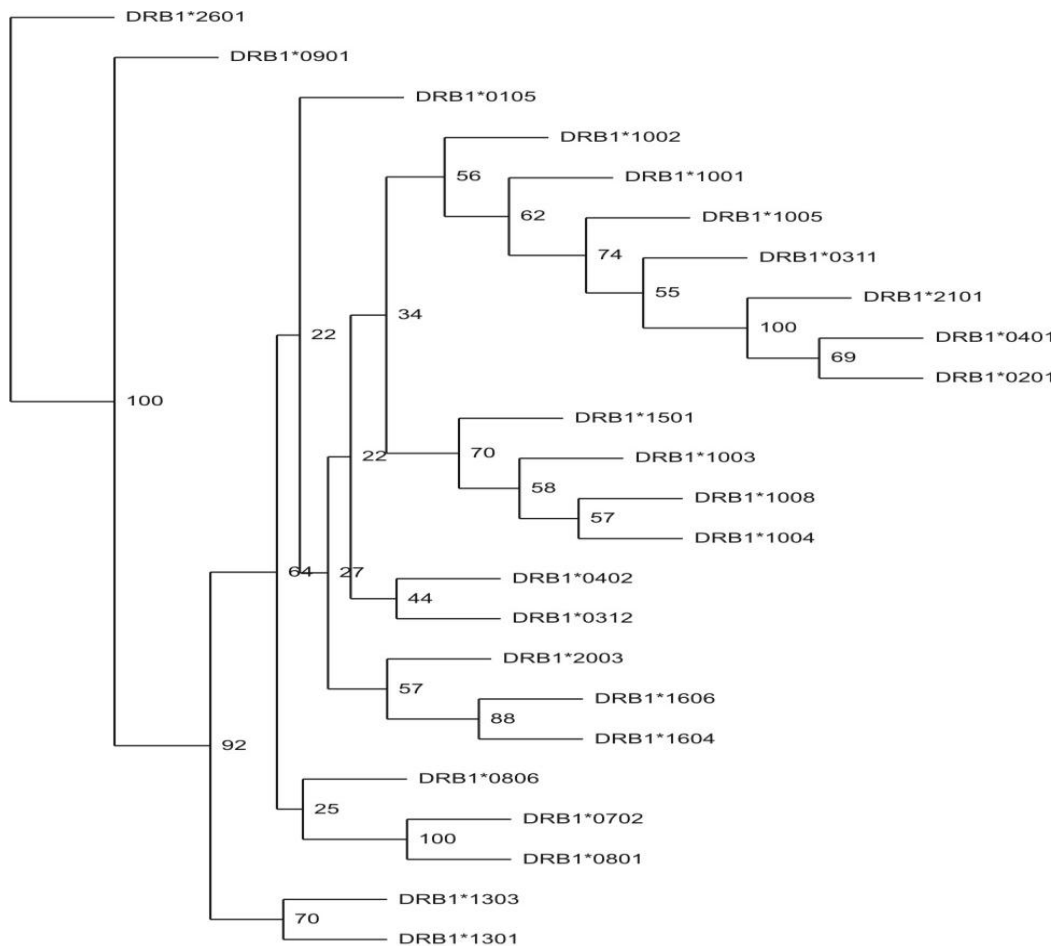 DRB1*2601
DRB1*0901
DRB1*0105
DRB1*1002
56
DRB1*1001
62
DRB1*1005
74
DRB1*0311
55
DRB1*2101
34
22
100
DRB1*0401
69
DRB1*0201
100
DRB1*1501
22
70
DRB1*1003
58
DRB1*1008
57
DRB1*1004
64
27
DRB1*0402
44
DRB1*0312
DRB1*2003
57
DRB1*1606
88
DRB1*1604
92
DRB1*0806
25
DRB1*0702
100
DRB1*0801
DRB1*1303
70
DRB1*1301